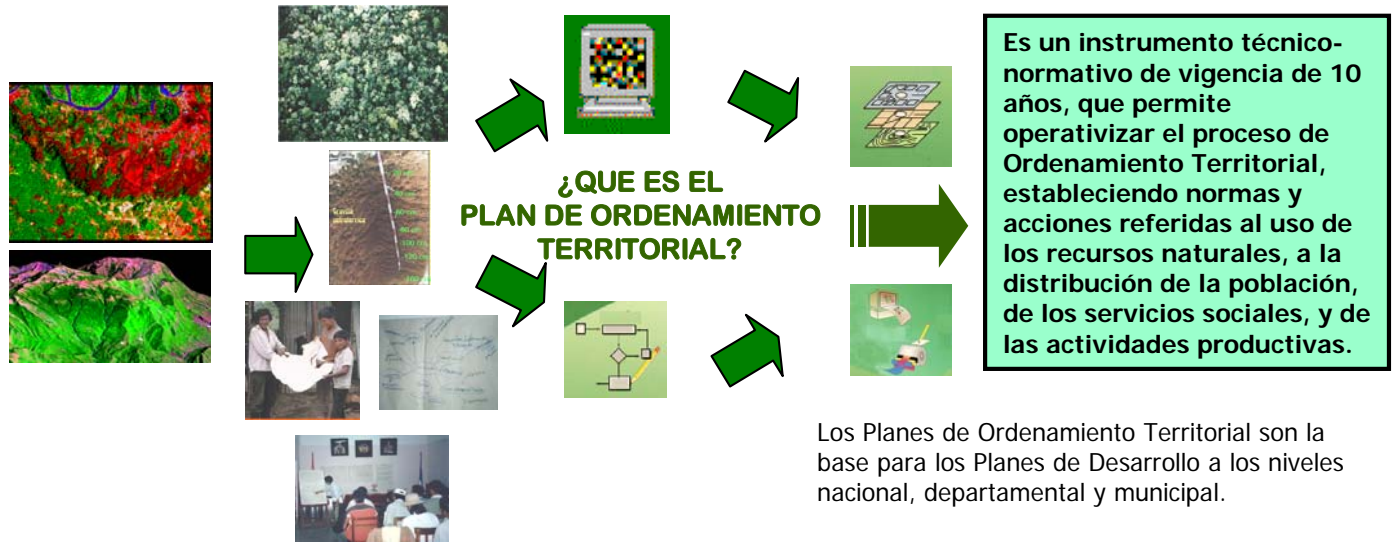 ¿QUE ES EL
PLAN DE ORDENAMIENTO
TERRITORIAL?
Es un instrumento técnico-
normativo de vigencia de 10
años, que permite
operativizar el proceso de
Ordenamiento Territorial,
estableciendo normas y
acciones referidas al uso de
los recursos naturales, a la
distribución de la población,
de los servicios sociales, y de
las actividades productivas.
Los Planes de Ordenamiento Territorial son la
base para los Planes de Desarrollo a los niveles
nacional, departamental y municipal.